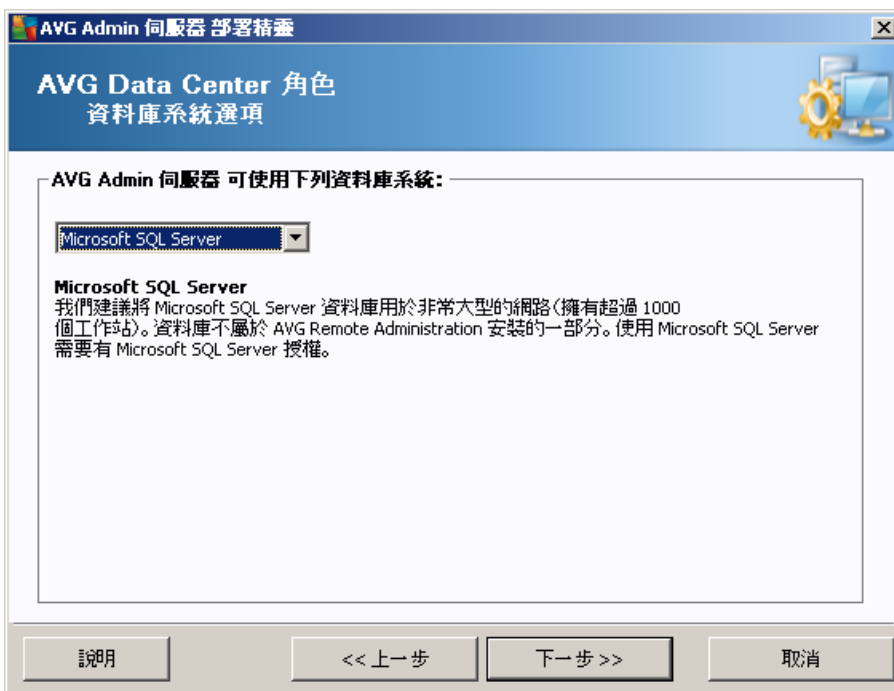 AVG Admin 伺服器 部署精靈
AVG Data Center 角色
資料庫系統選項
AVG Admin 伺服器 可使用下列資料庫系統:
Microsoft SQL Server
Microsoft SQL Server
我們建議將 Microsoft SQL Server 資料庫用於非常大型的網路(擁有超過 1000
個工作站)。資料庫不屬於 AVG Remote Administration 安裝的一部分。使用 Microsoft SQL Server
需要有 Microsoft SQL Server 授權。
說明
<< 上一步
下一步 >>
取消